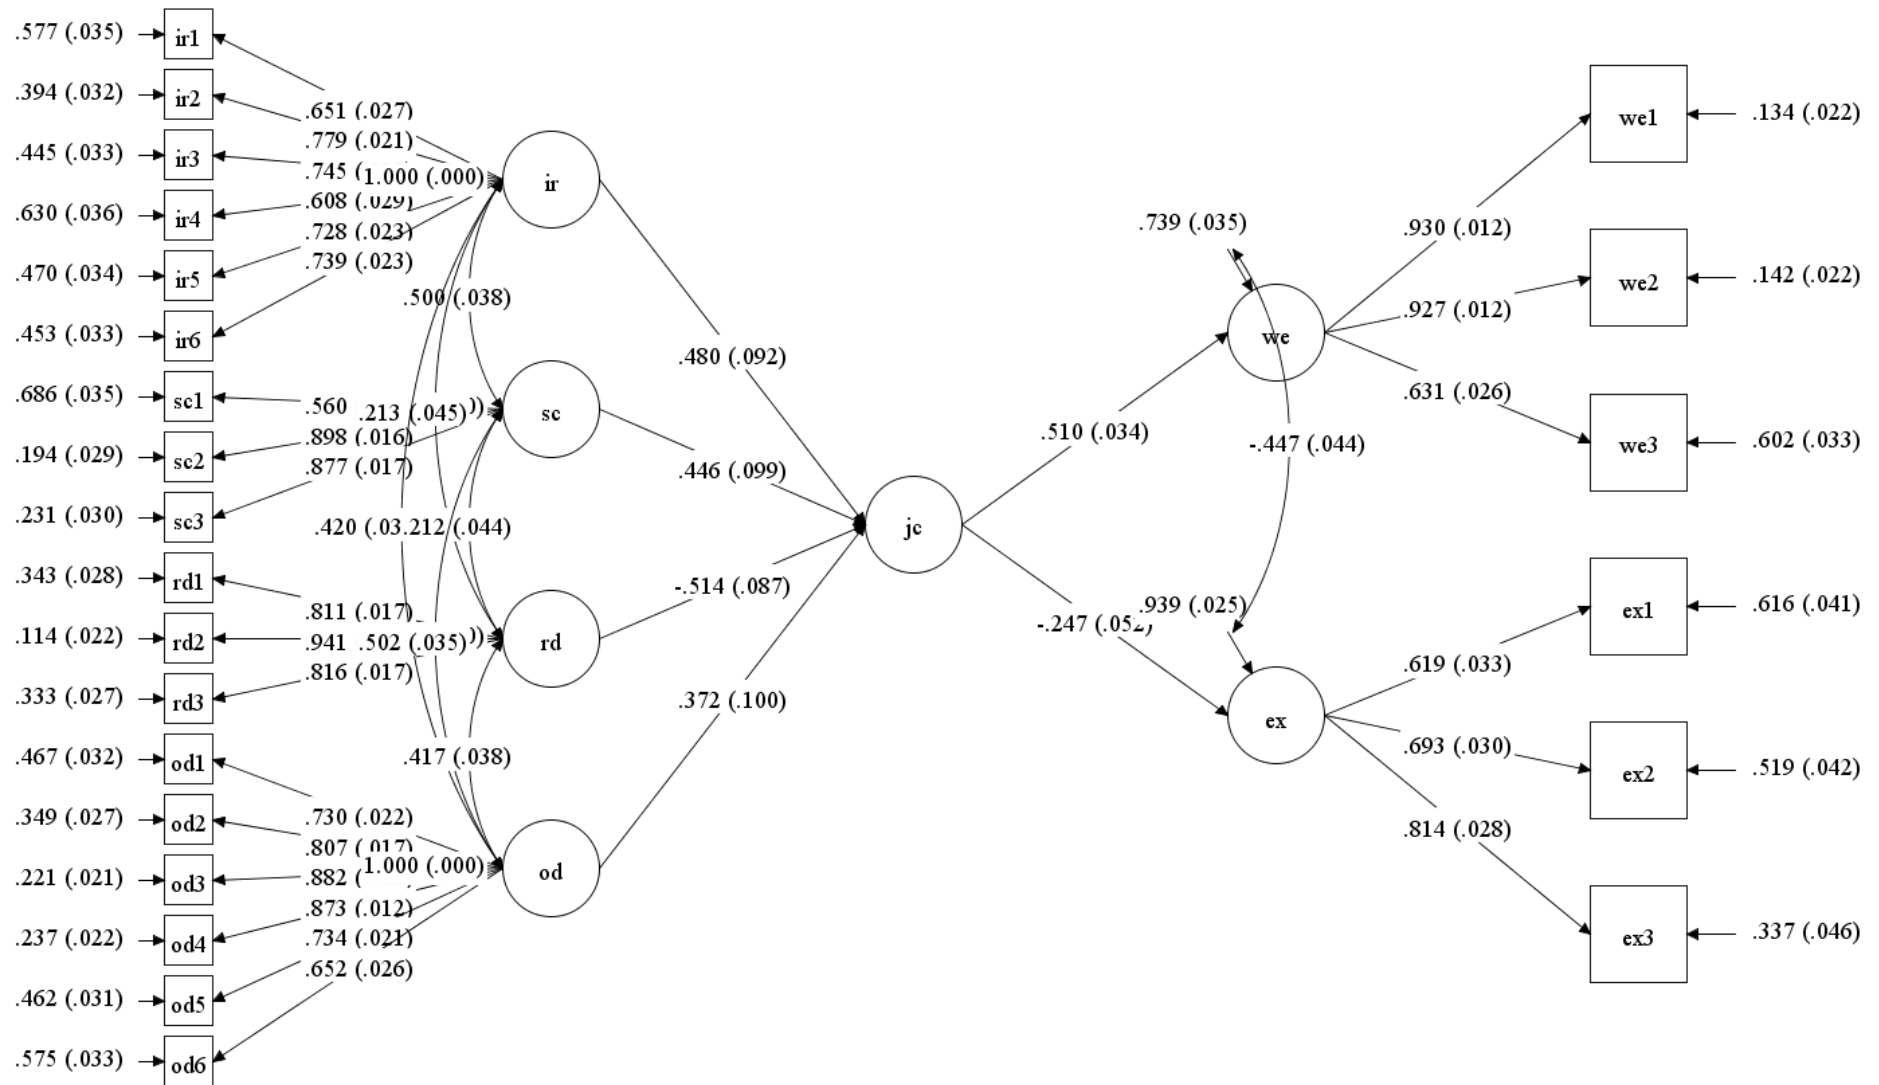 .577 (.035)
ir1
.394 (.032)
ir2
.445 (.033)
ir3
.630 (.036)
ir4
.470 (.034)
ir5
.453 (.033)
ir6
.686 (.035)
sc1
.194 (.029)
sc2
.231 (.030)
sc3
.343 (.028)
rd1
.114 (.022)
rd2
.333 (.027)
rd3
.467 (.032)
od1
.349 (.027)
od2
.221 (.021)
od3
.237 (.022)
od4
.462 (.031)
od5
.575 (.033)
od6
.651 (.027)
.779 (.021)
.745 (
1.000 (.000)
.608 (.029)
.728 (.023)
.739 (.023)
.500 (.038)
.560
.213 (.045)
.898 (.016)
.877 (.017)
.420 (.03
.212 (.044)
.811 (.017)
.941
.502 (.035)
.816 (.017)
.417 (.038)
.730 (.022)
.807 (.017)
.882 (
1.000 (.000)
.873 (.012)
.734 (.021)
.652 (.026)
ir
sc
rd
od
.480 (.092)
.446 (.099)
-.514 (.087)
.372 (.100)
jc
.510 (.034)
-.247 (.052)
.739 (.035)
we
-.447 (.044)
.939 (.025)
ex
.930 (.012)
.927 (.012)
.631 (.026)
.619 (.033)
.693 (.030)
.814 (.028)
we1
.134 (.022)
we2
.142 (.022)
we3
.602 (.033)
ex1
.616 (.041)
ex2
.519 (.042)
ex3
.337 (.046)